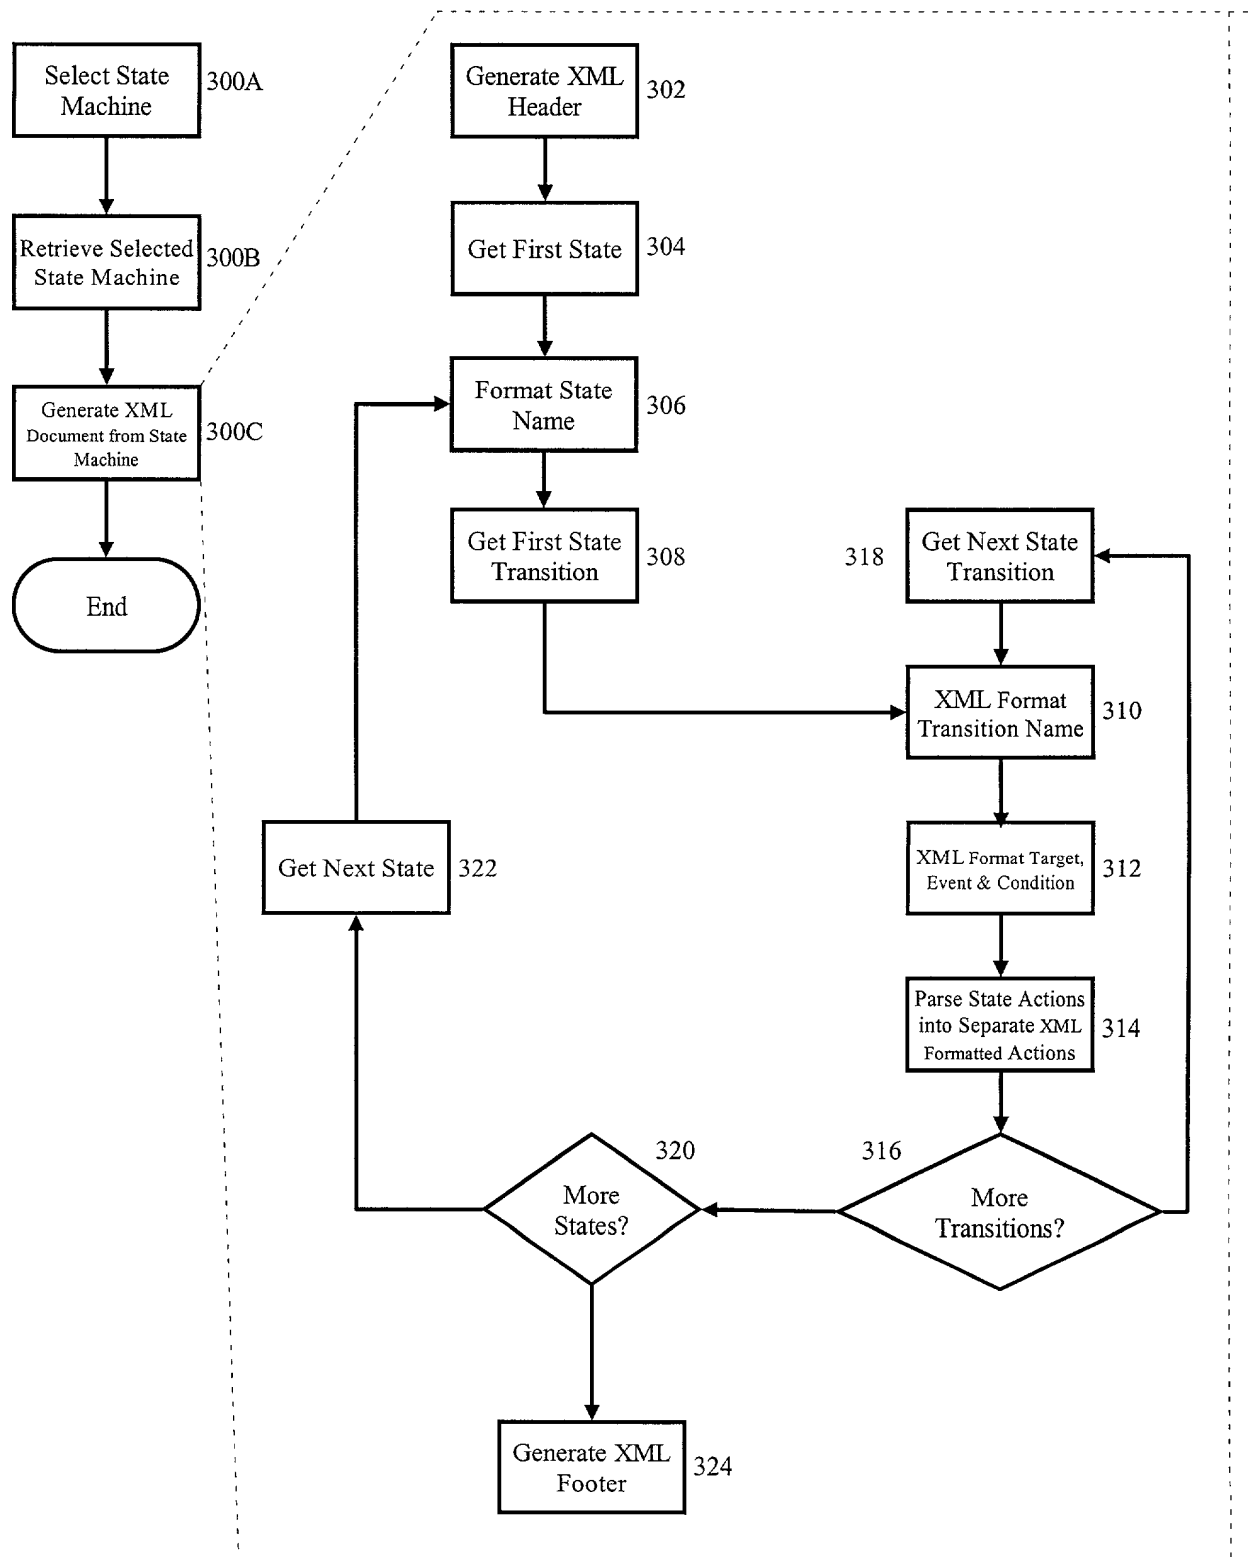 Select State
Machine
300A
Retrieve Selected
State Machine
300B
Generate XML
Document from State
Machine
300C
End
Generate XML
Header
302
Get First State
304
Format State
Name
306
Get First State
Transition
308
318
Get Next State
Transition
XML Format
Transition Name
310
XML Format Target,
Event & Condition
312
Parse State Actions
into Separate XML
Formatted Actions
314
316
More
Transitions?
320
More
States?
Get Next State
322
Generate XML
Footer
324